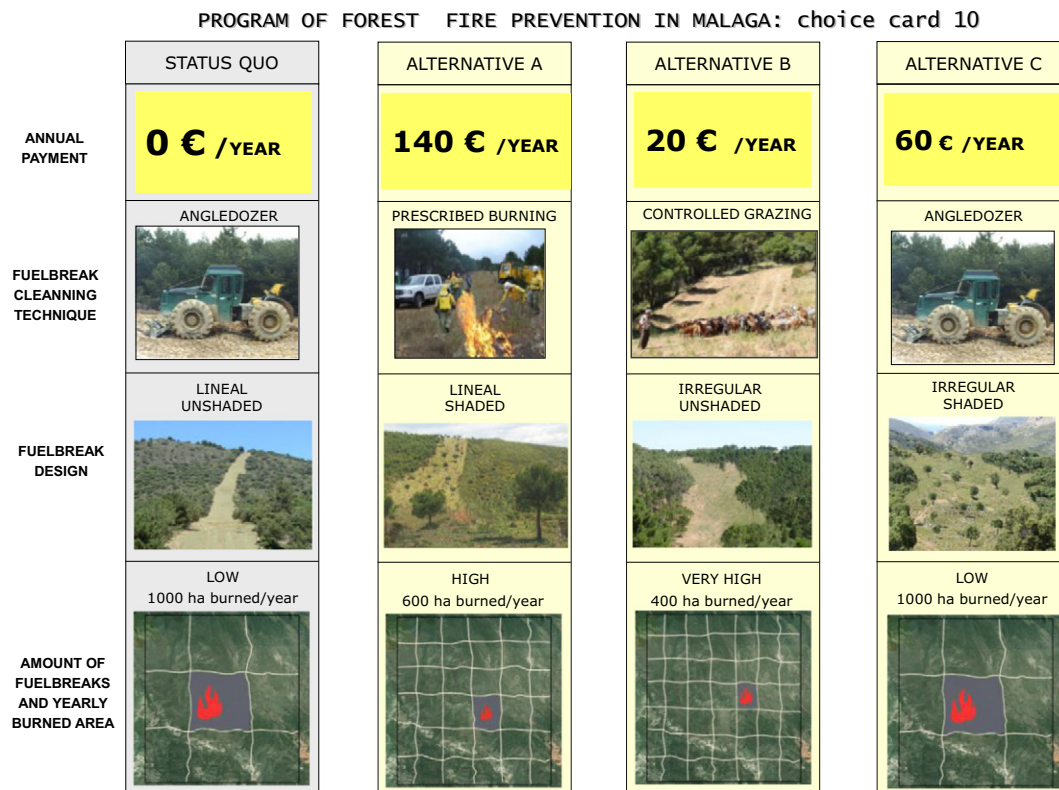 PROGRAM OF FOREST FIRE PREVENTION IN MALAGA: choice card 10
STATUS QUO
ALTERNATIVE A
ALTERNATIVE B
ALTERNATIVE C
ANNUAL
PAYMENT
0 € /YEAR
140 € /YEAR
20 € /YEAR
60 € /YEAR
FUELBREAK
CLEANNING
TECHNIQUE
ANGLEDOZER
PRESCRIBED BURNING
CONTROLLED GRAZING
ANGLEDOZER
FUELBREAK
DESIGN
LINEAL
UNSHADED
LINEAL
SHADED
IRREGULAR
UNSHADED
IRREGULAR
SHADED
AMOUNT OF
FUELBREAKS
AND YEARLY
BURNED AREA
LOW
1000 ha burned/year
HIGH
600 ha burned/year
VERY HIGH
400 ha burned/year
LOW
1000 ha burned/year